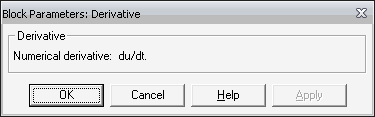 Block Parameters: Derivative
Derivative
Numerical derivative: du/dt.
OK Cancel Help Apply